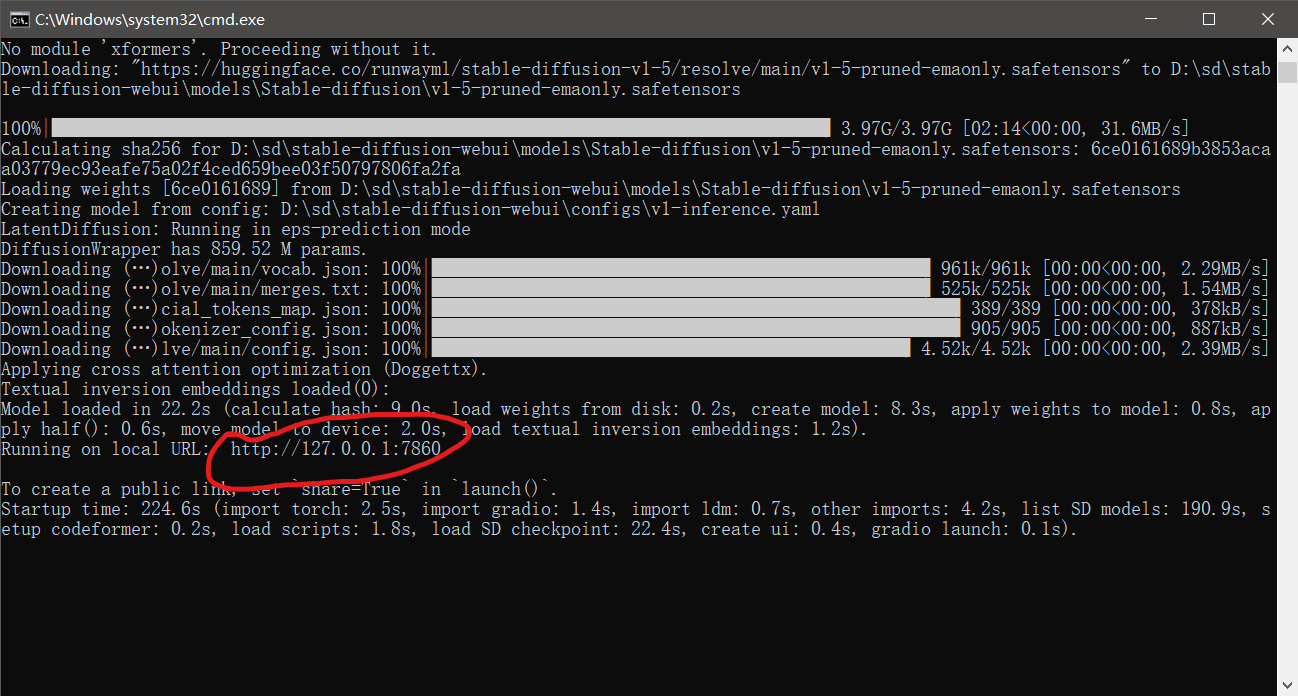 C:\Windows\system32\cmd.exe
No module 'xformers'. Proceeding without it.
Downloading: "https://huggingface.co/runwayml/stable-diffusion-v1-5/resolve/main/v1-5-pruned-emaonly.safetensors" to D:\sd\stab
le-diffusion-webui\models\Stable-diffusion\v1-5-pruned-emaonly.safetensors
100%| 3.97G/3.97G [02:14<00:00, 31.6MB/s]
Calculating sha256 for D:\sd\stable-diffusion-webui\models\Stable-diffusion\v1-5-pruned-emaonly.safetensors: 6ce0161689b3853aca
a03779ec93eafe75a02f4ced659bee03f50797806fa2fa
Loading weights [6ce0161689] from D:\sd\stable-diffusion-webui\models\Stable-diffusion\v1-5-pruned-emaonly.safetensors
Creating model from config: D:\sd\stable-diffusion-webui\configs\v1-inference.yaml
LatentDiffusion: Running in eps-prediction mode
DiffusionWrapper has 859.52 M params.
Downloading (…)olve/main/vocab.json: 100%| 961k/961k [00:00<00:00, 2.29MB/s]
Downloading (…)olve/main/merges.txt: 100%| 525k/525k [00:00<00:00, 1.54MB/s]
Downloading (…)cial_tokens_map.json: 100%| 389/389 [00:00<00:00, 378kB/s]
Downloading (…)okenizer_config.json: 100%| 905/905 [00:00<00:00, 887kB/s]
Downloading (…)lve/main/config.json: 100%| 4.52k/4.52k [00:00<00:00, 2.39MB/s]
Applying cross attention optimization (Doggettx).
Textual inversion embeddings loaded(0):
Model loaded in 22.2s (calculate hash: 9.0s, load weights from disk: 0.2s, create model: 8.3s, apply weights to model: 0.8s, ap
ply half(): 0.6s, move model to device: 2.0s, load textual inversion embeddings: 1.2s).
Running on local URL:  http://127.0.0.1:7860
To create a public link, set `share=True` in `launch()`.
Startup time: 224.6s (import torch: 2.5s, import gradio: 1.4s, import ldm: 0.7s, other imports: 4.2s, list SD models: 190.9s, s
etup codeformer: 0.2s, load scripts: 1.8s, load SD checkpoint: 22.4s, create ui: 0.4s, gradio launch: 0.1s).